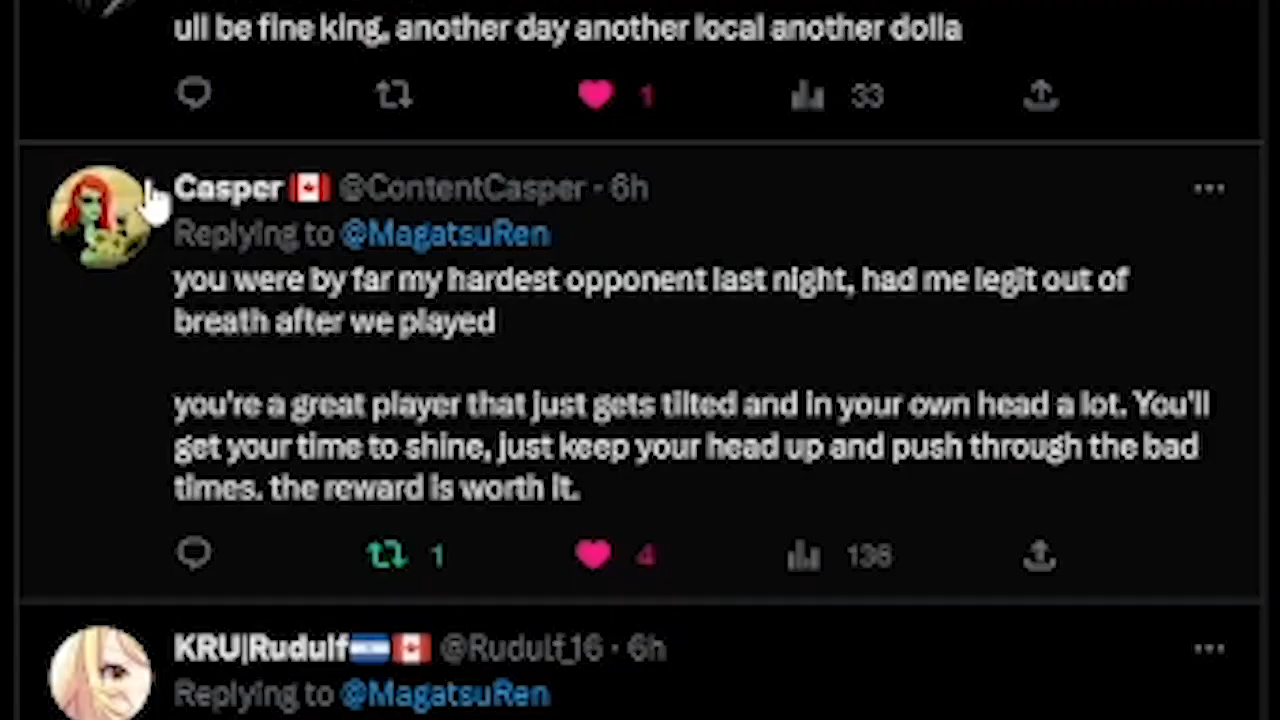 ull be fine king, another day another local another dolla
1 33
Casper @ContentCasper · 6h
Replying to @MagatsuRen
you were by far my hardest opponent last night, had me legit out of
breath after we played
you're a great player that just gets tilted and in your own head a lot. You'll
get your time to shine, just keep your head up and push through the bad
times. the reward is worth it.
1 4 136
KRU|Rudulf @Rudulf_16 · 6h
Replying to @MagatsuRen